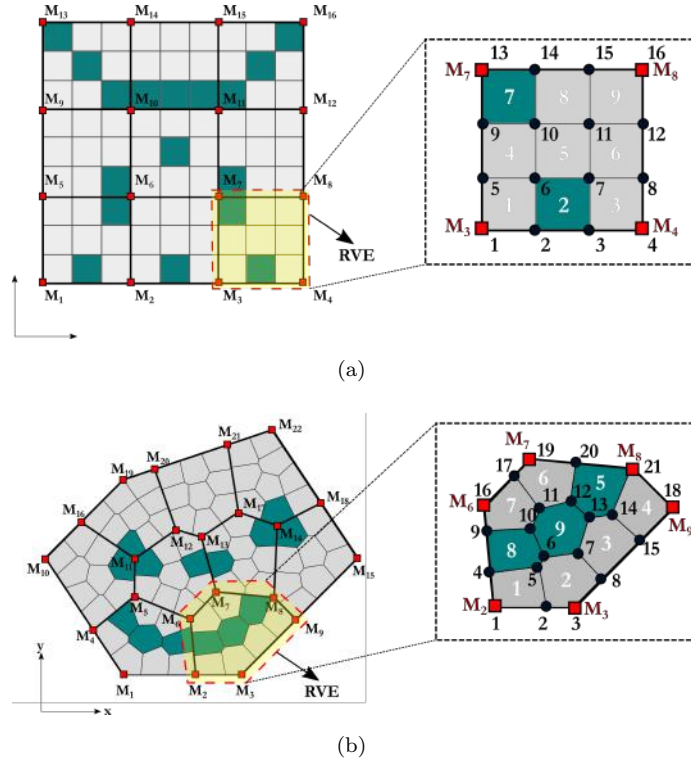 M13 M14 M15 M16
M9 M10 M11 M12
M5 M6 M7 M8
M1 M2 M3 M4
RVE
13 14 15 16
M7 M8
7 8 9
9 10 11 12
4 5 6
5 6 7 8
1 2 3
M3 M4
1 2 3 4
(a)
M22
M21
M20
M19
M16 M17 M18
M12 M13 M14
M10 M11 M15
M5 M7 M8
M4 M6 M9
M1 M2 M3
RVE
y
x
M7 19 20 M8
17 6 5 21
M6 16 7 11 12 13 14 4 18 M9
9 10 9
8 6 7 3 15
4 5 8
1 2
M2 M3
1 2 3
(b)